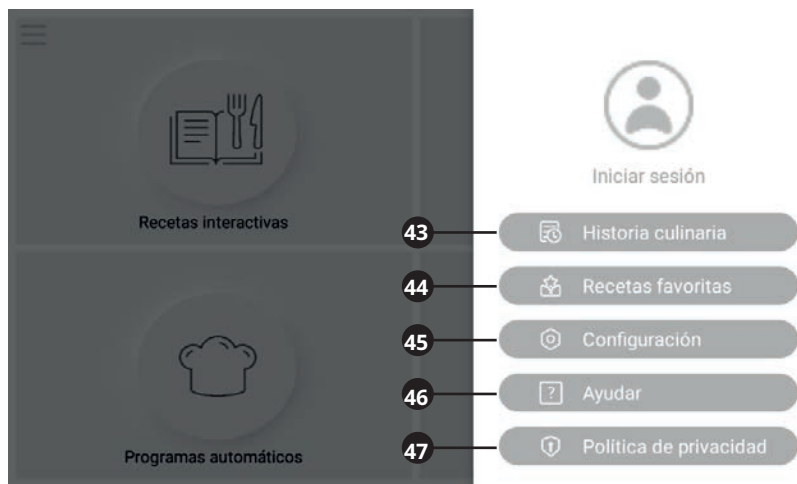 Recetas interactivas
Programas automáticos
Iniciar sesión
43 Historia culinaria
44 Recetas favoritas
45 Configuración
46 ? Ayudar
47 Política de privacidad